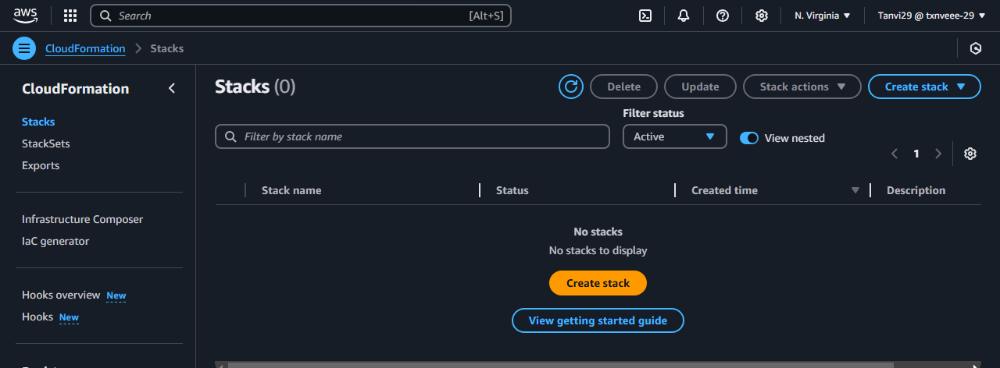 aws Search [Alt+S] N. Virginia Tanvi29 @ txnveee-29
CloudFormation Stacks
CloudFormation
Stacks
StackSets
Exports
Infrastructure Composer
IaC generator
Hooks overview New
Hooks New
Stacks (0)
Delete Update Stack actions Create stack
Filter by stack name
Filter status
Active
View nested
1
Stack name Status Created time Description
No stacks
No stacks to display
Create stack
View getting started guide